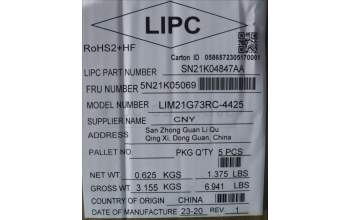 LIPC
RoHS2+HF
Carton ID 0586572305170001
LIPC PART NUMBER SN21K04847AA
FRU NUMBER 5N21K05069
MODEL NUMBER LIM21G73RC-4425
SUPPLIER NAME CNY
ADDRESS San Zhong Guan Li Qu
Qing Xi, Dong Guan, China
PALLET NO. PKG Q'TY 5 PCS
NET WT 0.625 KGS 1.375 LBS
GROSS WT 3.155 KGS 6.941 LBS
COUNTRY OF ORIGIN CHINA
DATE OF MANUFACTURE 23-20 REV. 1